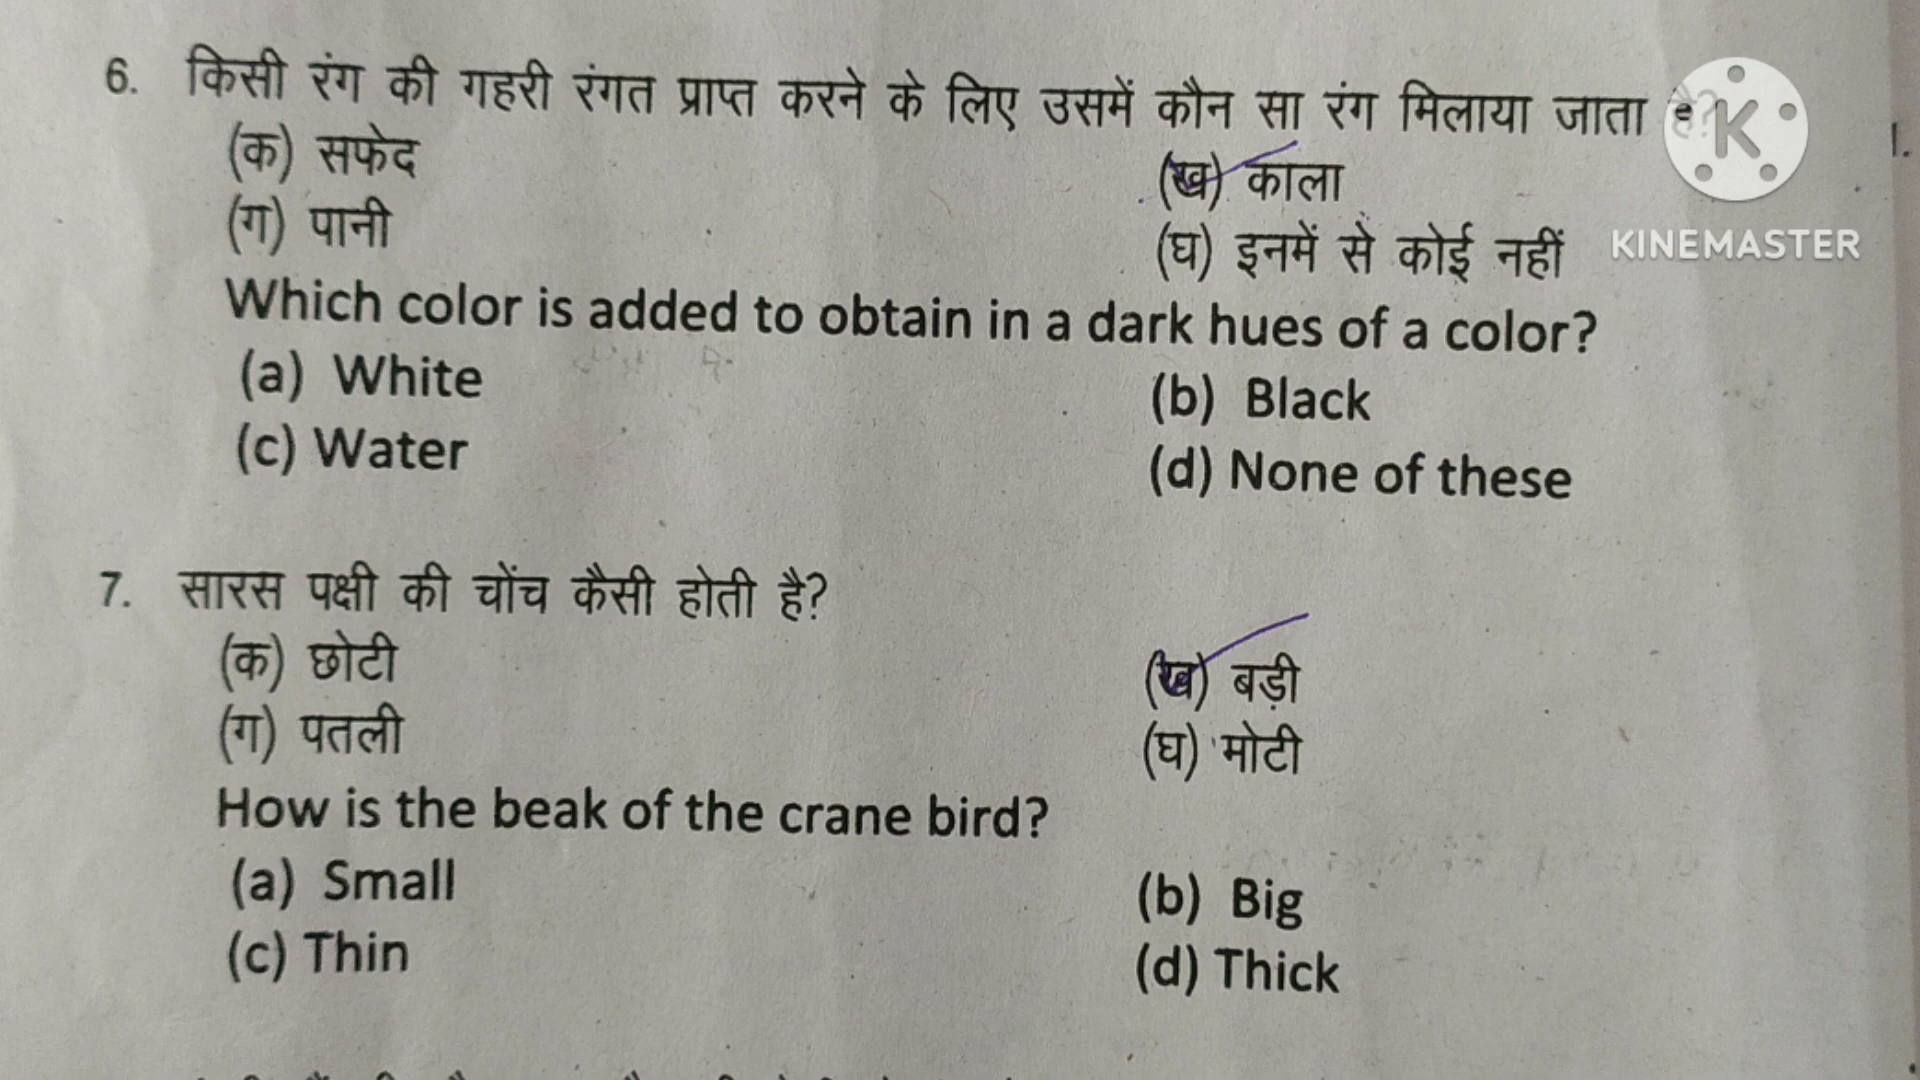 6. किसी रंग की गहरी रंगत प्राप्त करने के लिए उसमें कौन सा रंग मिलाया जाता है?
(क) सफेद (ख) काला
(ग) पानी (घ) इनमें से कोई नहीं
KINEMASTER
Which color is added to obtain in a dark hues of a color?
(a) White (b) Black
(c) Water (d) None of these
7. सारस पक्षी की चोंच कैसी होती है?
(क) छोटी (ख) बड़ी
(ग) पतली (घ) मोटी
How is the beak of the crane bird?
(a) Small (b) Big
(c) Thin (d) Thick